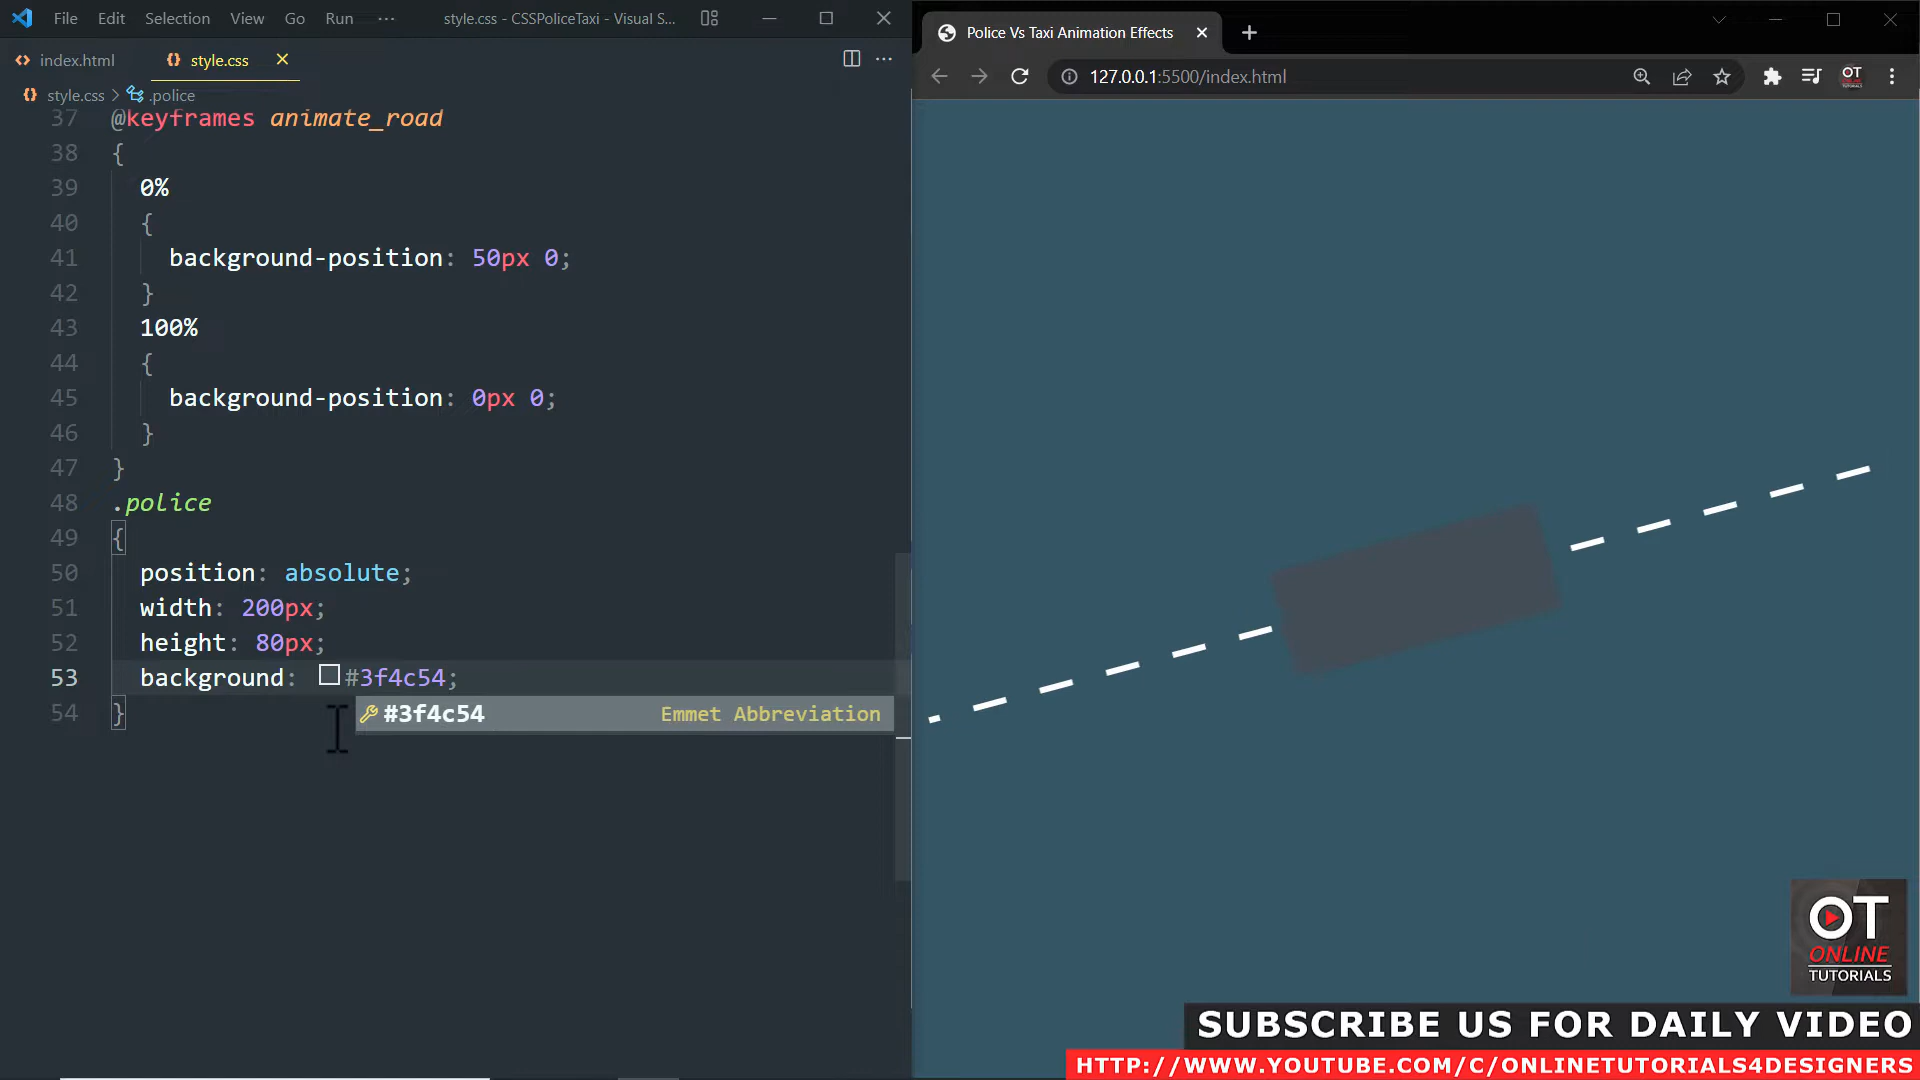 File Edit Selection View Go Run ··· style.css - CSSPoliceTaxi - Visual S...
index.html style.css
style.css > .police
37 @keyframes animate_road
38 {
39 0%
40 {
41 background-position: 50px 0;
42 }
43 100%
44 {
45 background-position: 0px 0;
46 }
47 }
48 .police
49 {
50 position: absolute;
51 width: 200px;
52 height: 80px;
53 background: #3f4c54;
#3f4c54 Emmet Abbreviation
54 }
Police Vs Taxi Animation Effects
127.0.0.1:5500/index.html
OT
ONLINE
TUTORIALS
SUBSCRIBE US FOR DAILY VIDEO
HTTP://WWW.YOUTUBE.COM/C/ONLINETUTORIALS4DESIGNERS